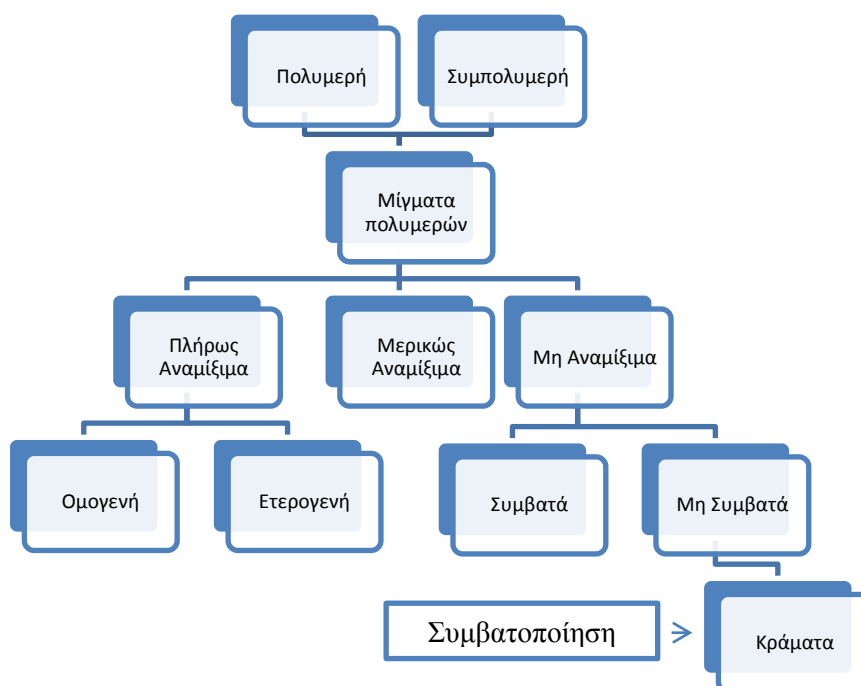 Πολυμερή
Συμπολυμερή
Μίγματα
πολυμερών
Πλήρως
Αναμίξιμα
Μερικώς
Αναμίξιμα
Μη Αναμίξιμα
Ομογενή
Ετερογενή
Συμβατά
Μη Συμβατά
Συμβατοποίηση
Κράματα